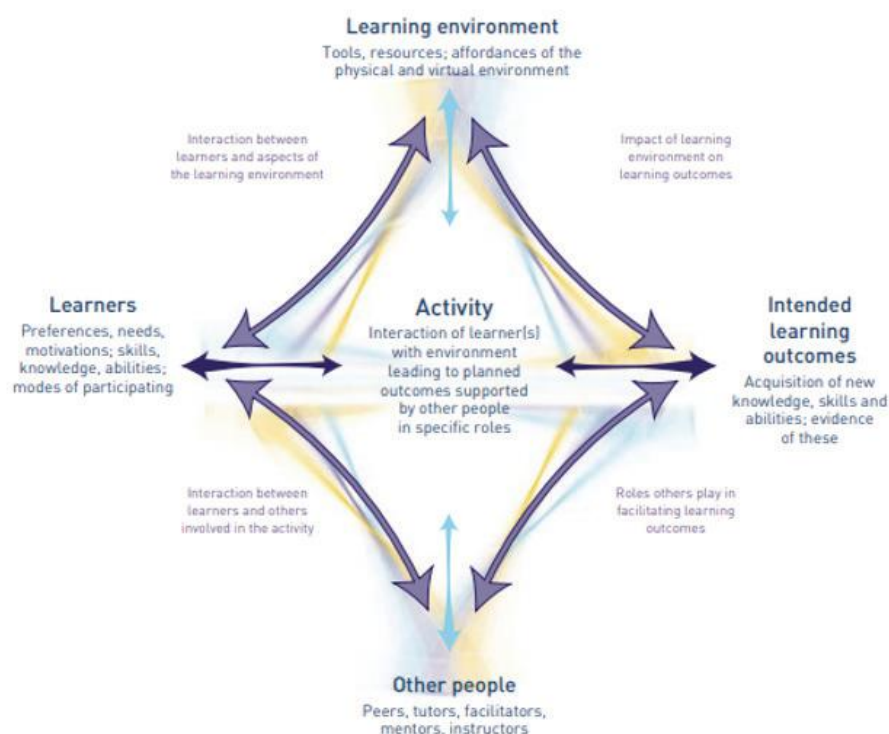 Learning environment
Tools, resources; affordances of the
physical and virtual environment
Interaction between
learners and aspects of
the learning environment
Impact of learning
environment on
learning outcomes
Learners
Preferences, needs,
motivations; skills,
knowledge, abilities;
modes of participating
Activity
Interaction of learner(s)
with environment
leading to planned
outcomes supported
by other people
in specific roles
Intended
learning
outcomes
Acquisition of new
knowledge, skills and
abilities; evidence
of these
Interaction between
learners and others
involved in the activity
Roles others play in
facilitating learning
outcomes
Other people
Peers, tutors, facilitators,
mentors, instructors